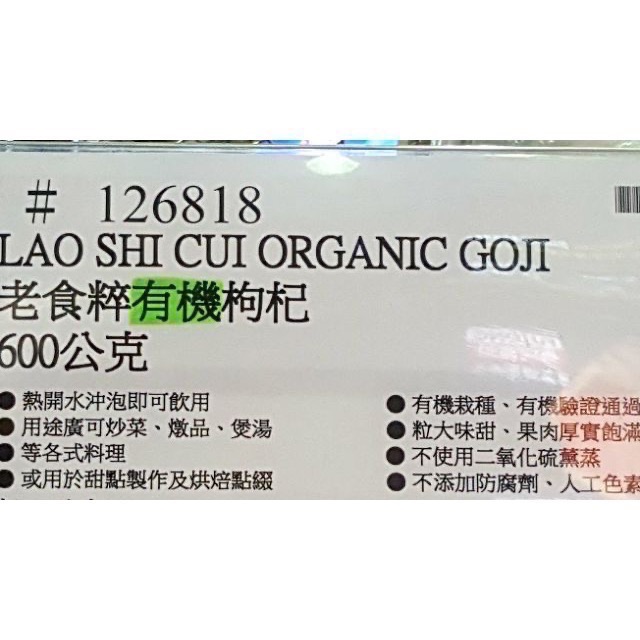 # 126818
LAO SHI CUI ORGANIC GOJI
老食粹有機枸杞
600公克
● 熱開水沖泡即可飲用
● 用途廣可炒菜、燉品、煲湯
● 等各式料理
● 或用於甜點製作及烘焙點綴
● 有機栽種、有機驗證通過
● 粒大味甜、果肉厚實飽滿
● 不使用二氧化硫薰蒸
● 不添加防腐劑、人工色素